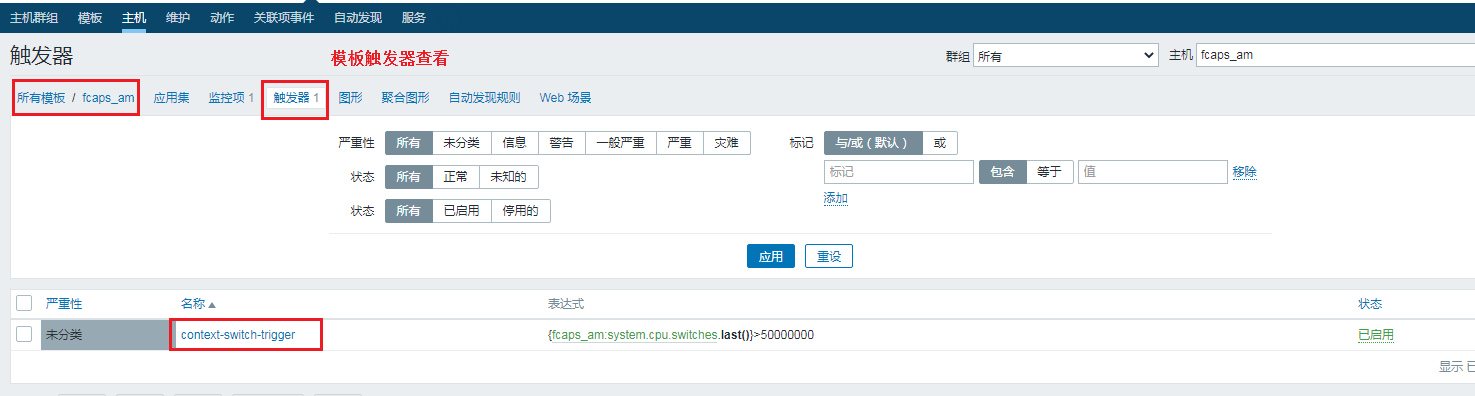 主机群组 模板 主机 维护 动作 关联项事件 自动发现 服务
触发器 模板触发器查看 群组 所有 主机 fcaps_am
所有模板 / fcaps_am 应用集 监控项 1 触发器 1 图形 聚合图形 自动发现规则 Web 场景
严重性 所有 未分类 信息 警告 一般严重 严重 灾难 标记 与/或（默认） 或
状态 所有 正常 未知的 标记 包含 等于 值 移除
添加
状态 所有 已启用 停用的
应用 重设
严重性 名称 表达式 状态
未分类 context-switch-trigger {fcaps_am:system.cpu.switches.last()}>50000000 已启用
显示